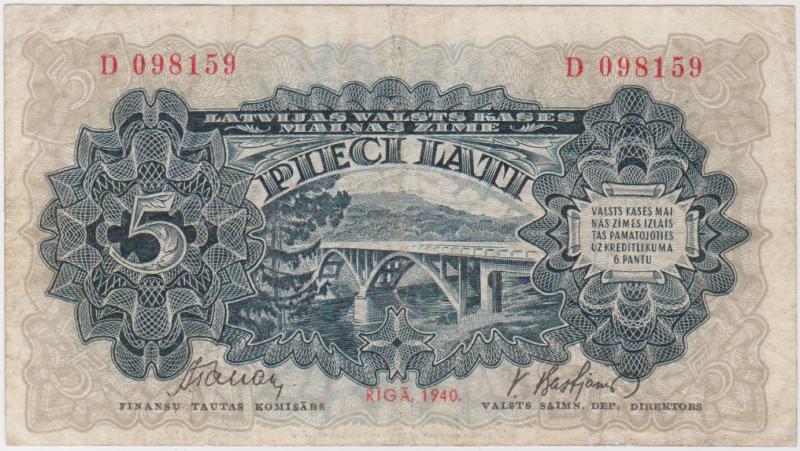 D 098159 D 098159
LATVIJAS VALSTS KASES
MAIŅAS ZĪME
PIECI LATI
5
VALSTS KASES MAI
ŅAS ZĪMES IZLAIS
TAS PAMATOJOTIES
UZ KREDITLIKUMA
6. PANTU
RĪGĀ, 1940.
FINANSU TAUTAS KOMISĀRS
VALSTS SAIMN. DEP. DIREKTORS